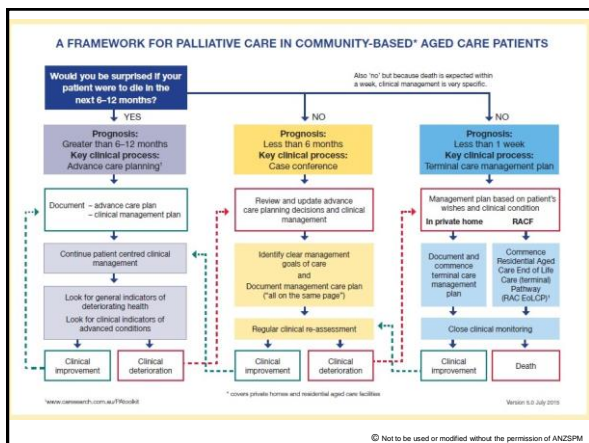 A FRAMEWORK FOR PALLIATIVE CARE IN COMMUNITY-BASED* AGED CARE PATIENTS
Would you be surprised if your
patient were to die in the
next 6–12 months?
Also 'no' but because death is expected within
a week, clinical management is very specific.
YES
NO
NO
Prognosis:
Greater than 6–12 months
Key clinical process:
Advance care planning¹
Prognosis:
Less than 6 months
Key clinical process:
Case conference
Prognosis:
Less than 1 week
Key clinical process:
Terminal care management plan
Document – advance care plan
– clinical management plan
Continue patient centred clinical
management
Look for general indicators of
deteriorating health
Look for clinical indicators of
advanced conditions
Clinical
improvement
Clinical
deterioration
Review and update advance
care planning decisions and clinical
management
Identify clear management
goals of care
and
Document management care plan
("all on the same page")
Regular clinical re-assessment
Clinical
improvement
Clinical
deterioration
Management plan based on patient's
wishes and clinical condition
In private home
RACF
Document and
commence
terminal care
management
plan
Commence
Residential Aged
Care End of Life
Care (terminal)
Pathway
(RAC EoLCP)¹
Close clinical monitoring
Clinical
improvement
Death
¹www.caresearch.com.au/FRtoolkit
* covers private homes and residential aged care facilities
Version 5.0 July 2015
© Not to be used or modified without the permission of ANZSPM